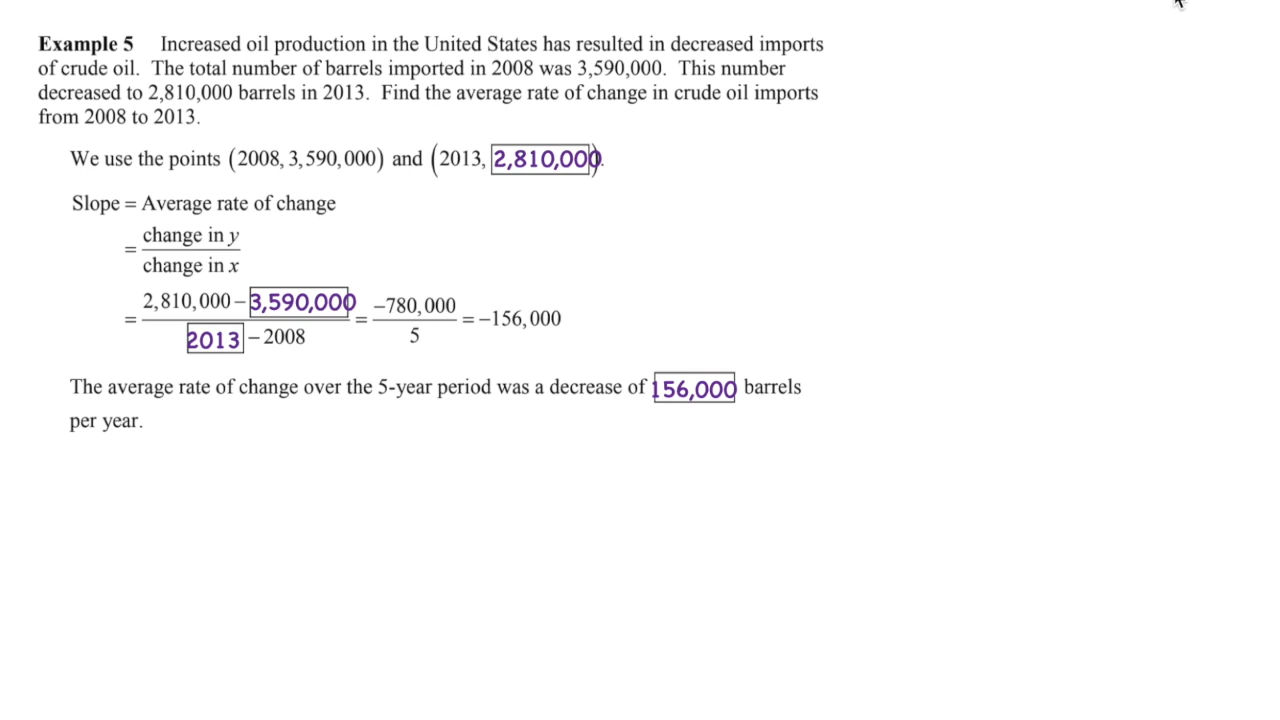 Example 5 Increased oil production in the United States has resulted in decreased imports
of crude oil. The total number of barrels imported in 2008 was 3,590,000. This number
decreased to 2,810,000 barrels in 2013. Find the average rate of change in crude oil imports
from 2008 to 2013.
We use the points (2008, 3,590,000) and (2013, 2,810,000).
Slope = Average rate of change
= change in y / change in x
= 2,810,000 − 3,590,000 / 2013 − 2008 = −780,000 / 5 = −156,000
The average rate of change over the 5-year period was a decrease of 156,000 barrels
per year.